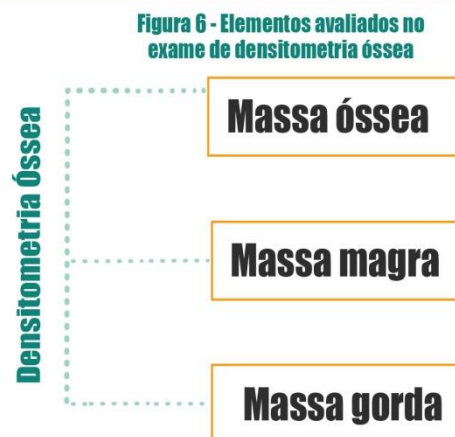 Figura 6 - Elementos avaliados no
exame de densitometria óssea
Densitometria Óssea
Massa óssea
Massa magra
Massa gorda